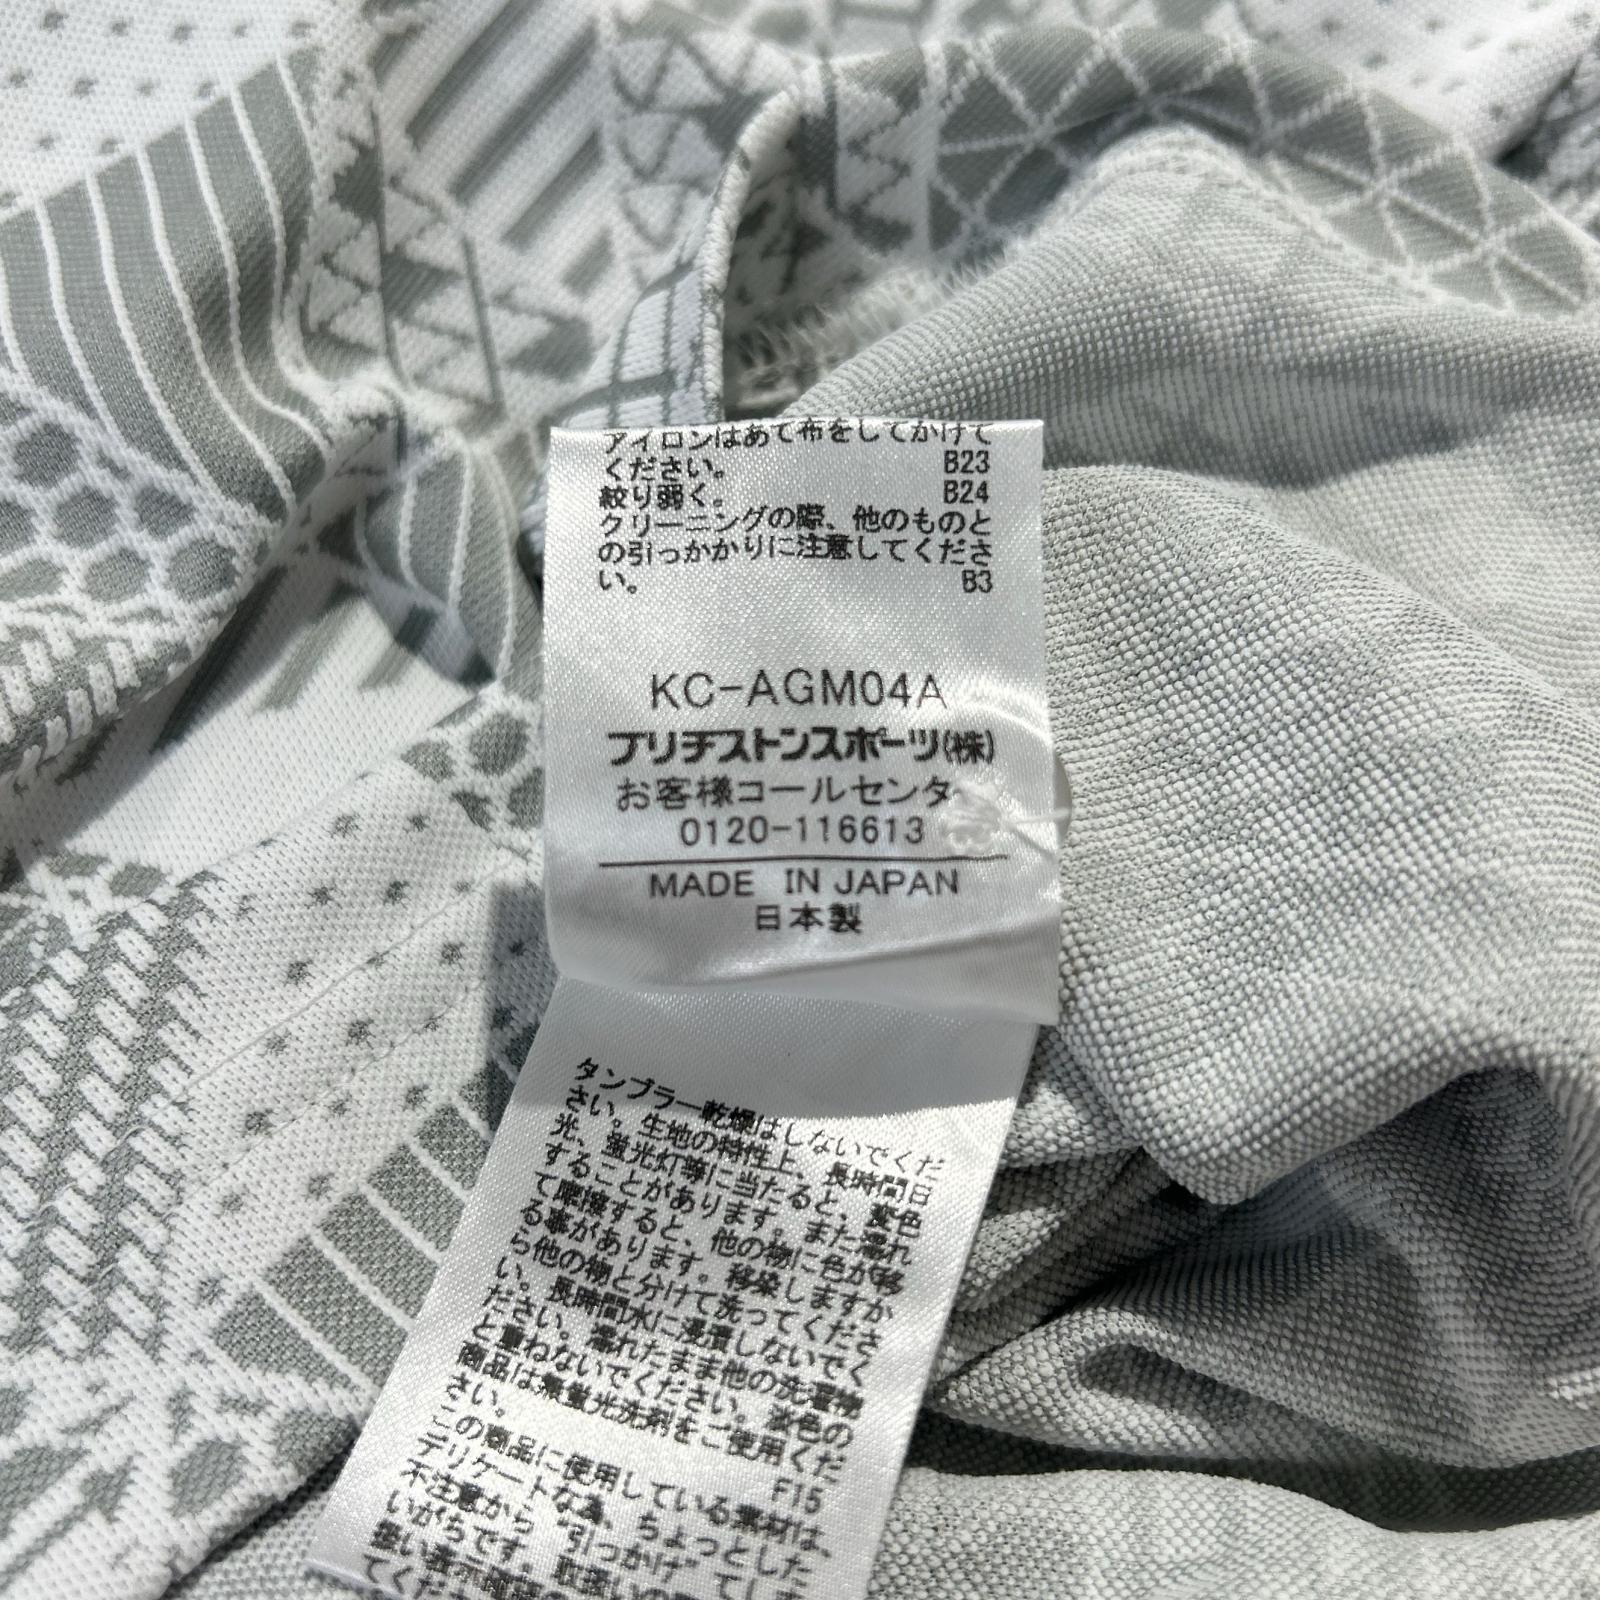 アイロンはあて布をしてかけて
ください。 B23
絞り弱く。 B24
クリーニングの際、他のものと
の引っかかりに注意してくださ
い。 B3
KC-AGM04A
ブリヂストンスポーツ(株)
お客様コールセンター
0120-116613
MADE IN JAPAN
日本製
タンブラー乾燥はしないでくだ
さい。生地の特性上、長時間日
光、蛍光灯等に当たると、変色
することがあります。また濡れ
て摩擦すると、他の物に色が移
る事があります。移染しますか
ら他の物と分けて洗ってくださ
い。長時間水に浸漬しないでく
ださい。濡れたまま他の洗濯物
と重ねないでください。淡色の
商品は無蛍光洗剤をご使用くだ
さい。 F15
この商品に使用している素材は、
デリケートな為、ちょっとした
不注意から“引っかけ”てしま
いがちです。取扱いの